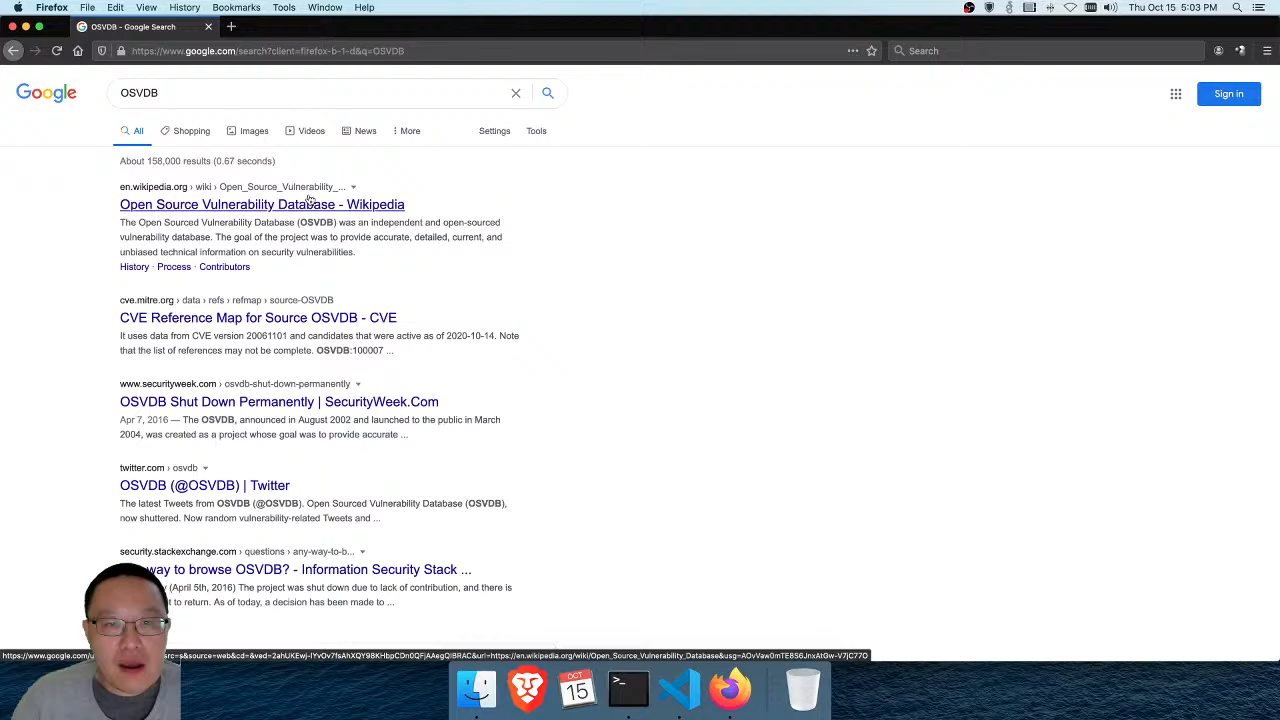 Firefox File Edit View History Bookmarks Tools Window Help Thu Oct 15 5:03 PM
OSVDB - Google Search
https://www.google.com/search?client=firefox-b-1-d&q=OSVDB Search
Google OSVDB Sign in
All Shopping Images Videos News More Settings Tools
About 158,000 results (0.67 seconds)
en.wikipedia.org › wiki › Open_Source_Vulnerability_...
Open Source Vulnerability Database - Wikipedia
The Open Sourced Vulnerability Database (OSVDB) was an independent and open-sourced
vulnerability database. The goal of the project was to provide accurate, detailed, current, and
unbiased technical information on security vulnerabilities.
History · Process · Contributors
cve.mitre.org › data › refs › refmap › source-OSVDB
CVE Reference Map for Source OSVDB - CVE
It uses data from CVE version 20061101 and candidates that were active as of 2020-10-14. Note
that the list of references may not be complete. OSVDB:100007 ...
www.securityweek.com › osvdb-shut-down-permanently
OSVDB Shut Down Permanently | SecurityWeek.Com
Apr 7, 2016 — The OSVDB, announced in August 2002 and launched to the public in March
2004, was created as a project whose goal was to provide accurate ...
twitter.com › osvdb
OSVDB (@OSVDB) | Twitter
The latest Tweets from OSVDB (@OSVDB). Open Sourced Vulnerability Database (OSVDB),
now shuttered. Now random vulnerability-related Tweets and ...
security.stackexchange.com › questions › any-way-to-b...
way to browse OSVDB? - Information Security Stack ...
(April 5th, 2016) The project was shut down due to lack of contribution, and there is
t to return. As of today, a decision has been made to ...
OCT
15